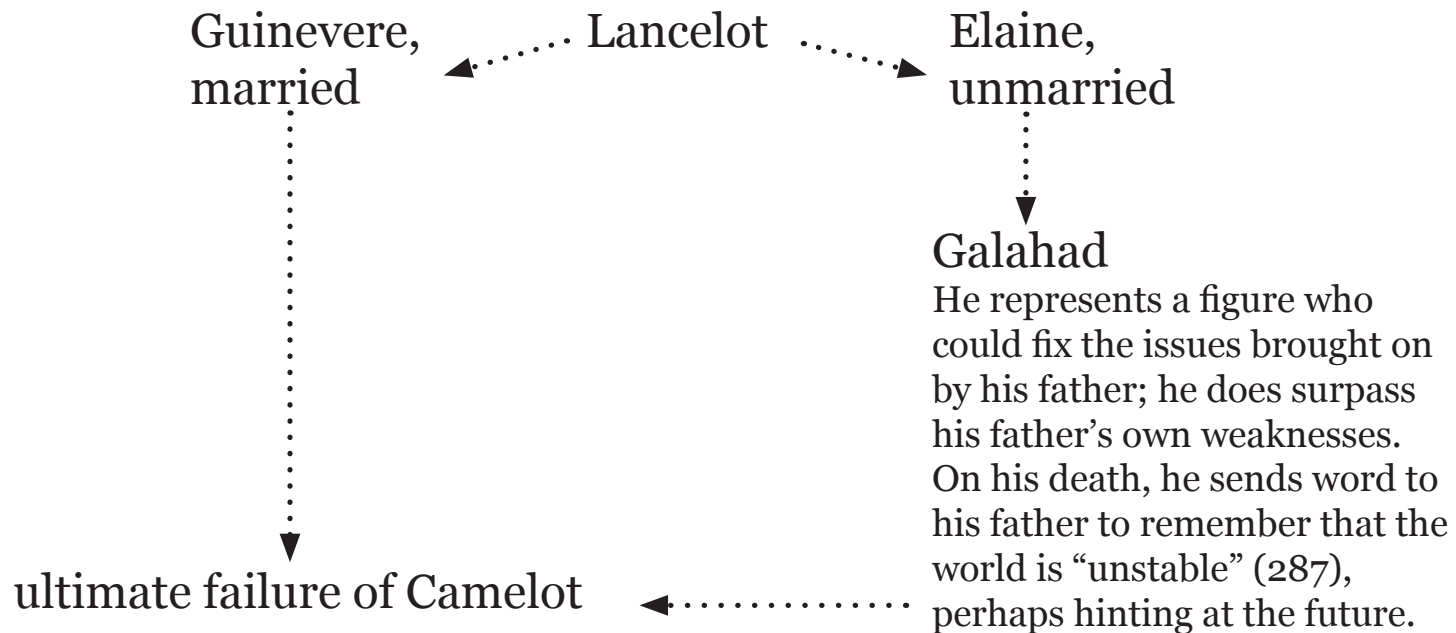 Guinevere,
married
Lancelot
Elaine,
unmarried
Galahad
He represents a figure who
could fix the issues brought on
by his father; he does surpass
his father’s own weaknesses.
On his death, he sends word to
his father to remember that the
world is “unstable” (287),
perhaps hinting at the future.
ultimate failure of Camelot